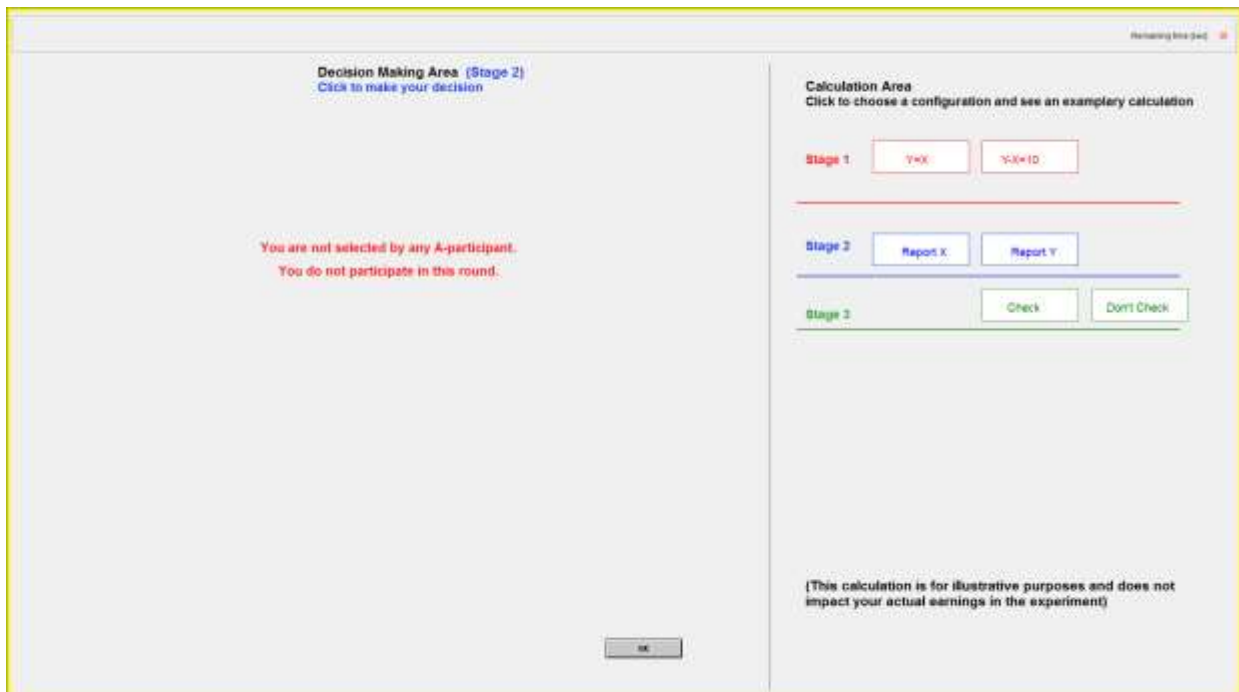 Remaining time [sec]
Decision Making Area (Stage 2)
Click to make your decision
You are not selected by any A-participant.
You do not participate in this round.
OK
Calculation Area
Click to choose a configuration and see an examplary calculation
Stage 1 Y=X Y-X=10
Stage 2 Report X Report Y
Stage 3 Check Don't Check
(This calculation is for illustrative purposes and does not
impact your actual earnings in the experiment)